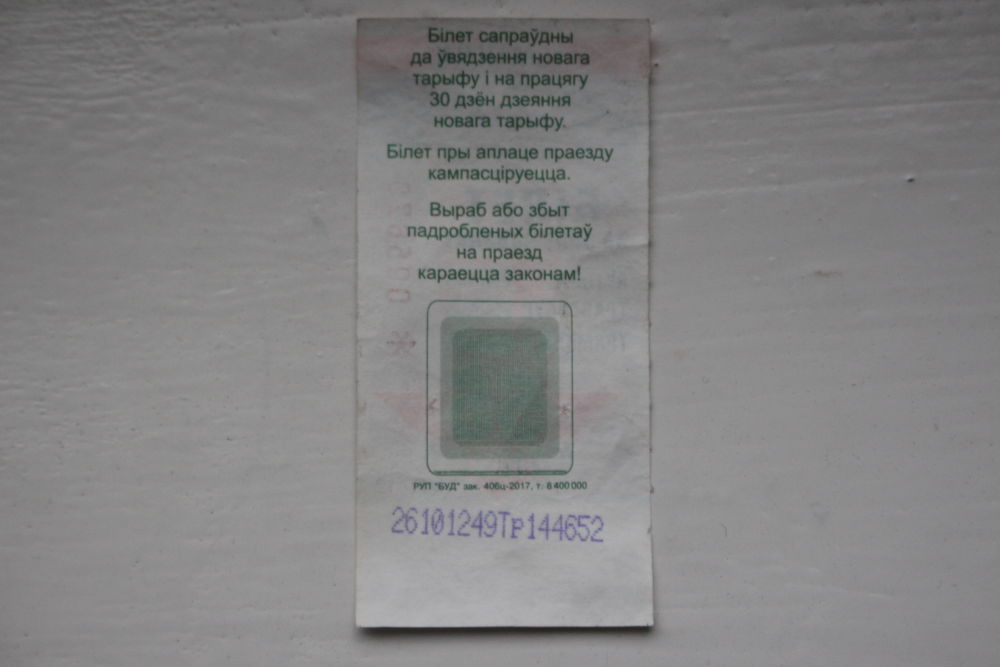 Білет сапраўдны
да ўвядзення новага
тарыфу і на працягу
30 дзён дзеяння
новага тарыфу.
Білет пры аплаце праезду
кампасціруецца.
Выраб або збыт
падробленых білетаў
на праезд
караецца законам!
РУП "БУД" зак. 406ц-2017, т. 8 400 000
26101249Тр144652